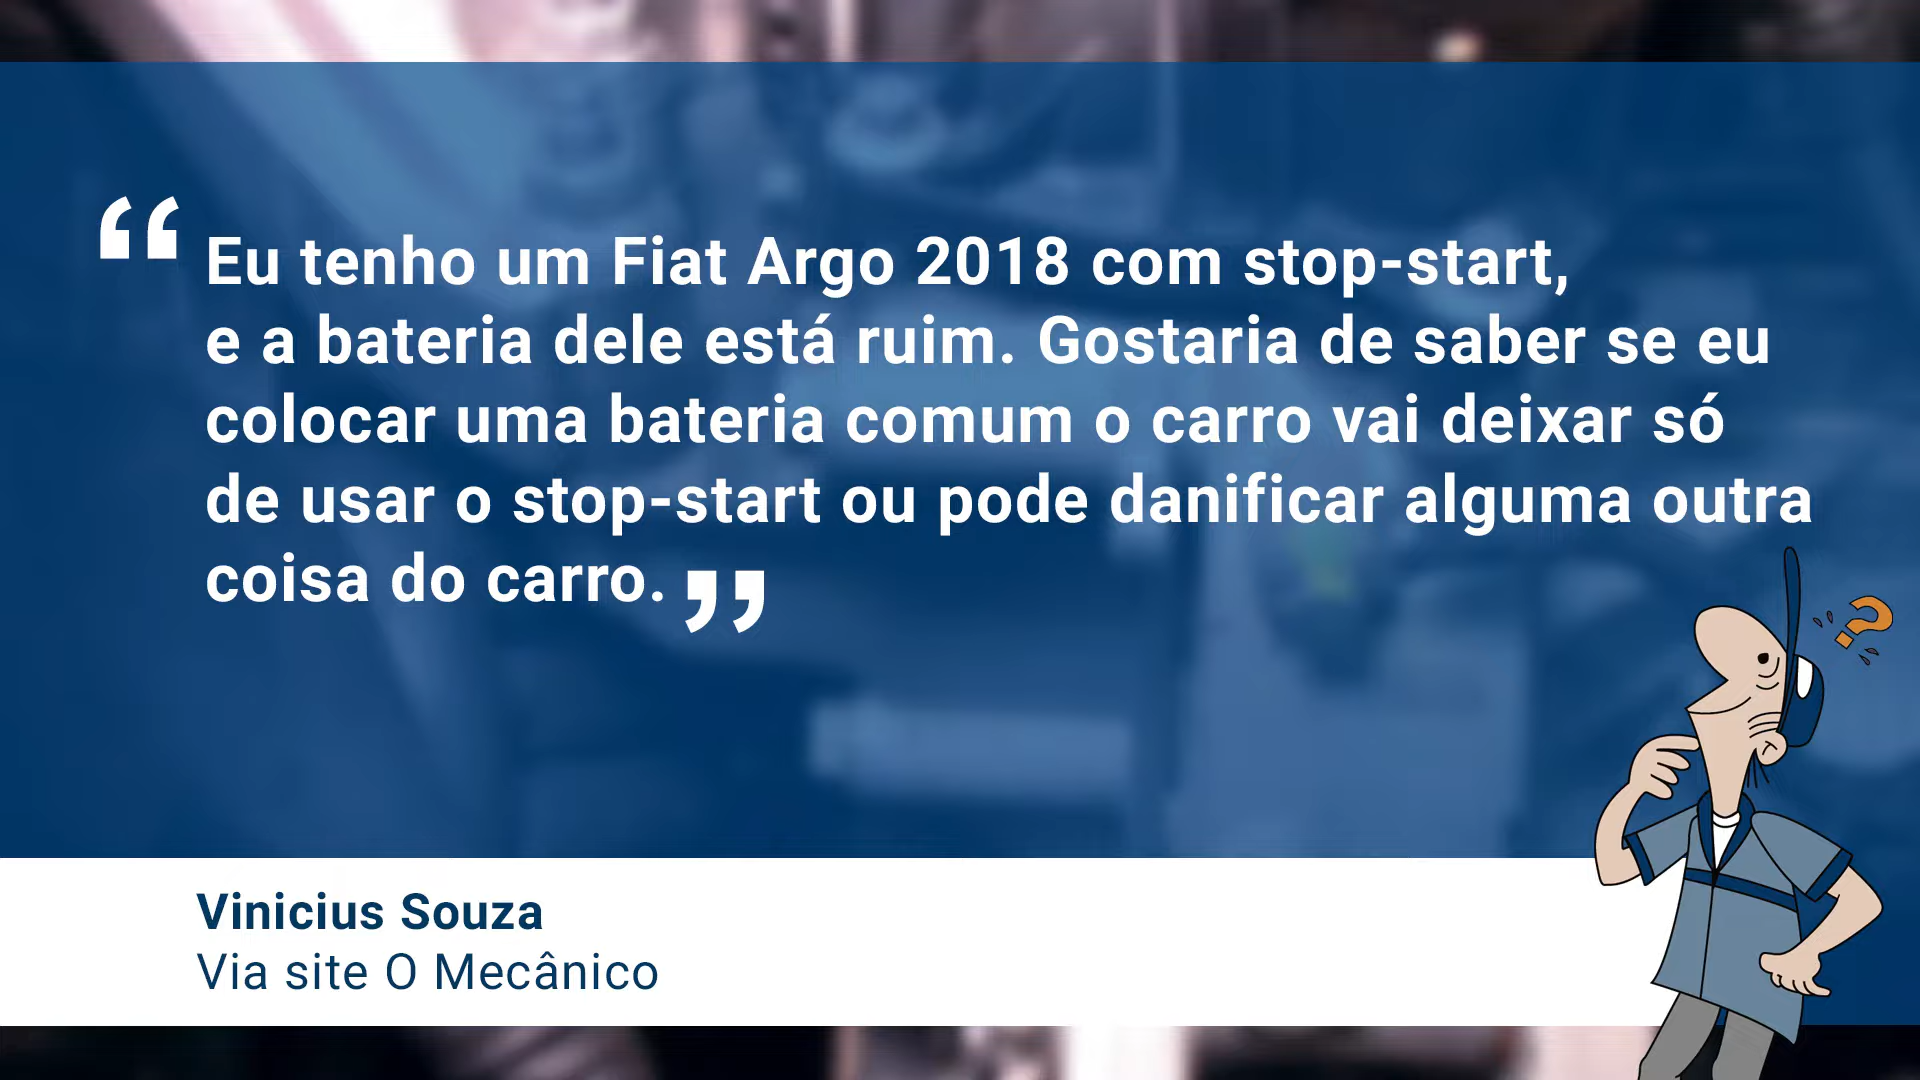 “Eu tenho um Fiat Argo 2018 com stop-start,
e a bateria dele está ruim. Gostaria de saber se eu
colocar uma bateria comum o carro vai deixar só
de usar o stop-start ou pode danificar alguma outra
coisa do carro.”
?
Vinicius Souza
Via site O Mecânico